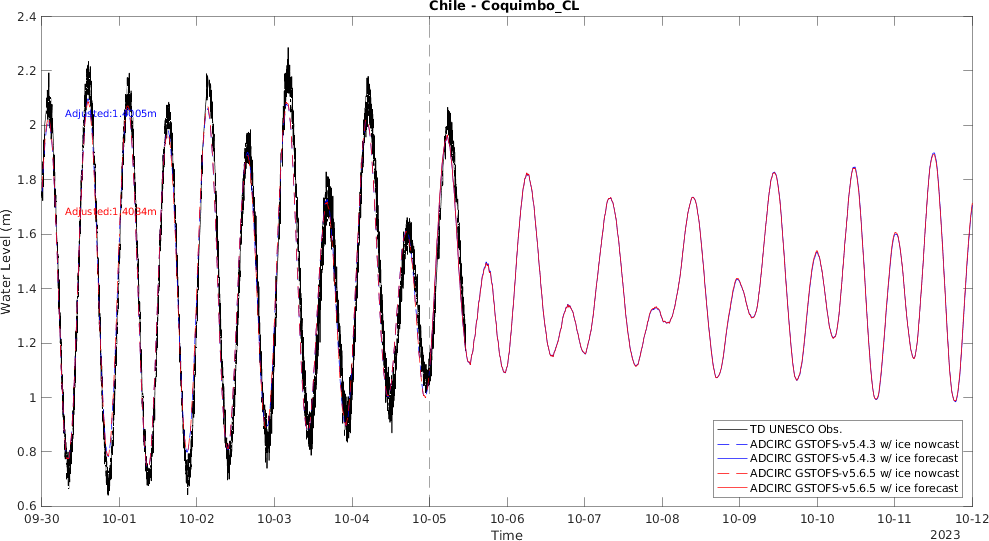 Chile - Coquimbo_CL
Water Level (m)
2.4
2.2
2
1.8
1.6
1.4
1.2
1
0.8
0.6
Adjusted:1.4005m
Adjusted:1.4084m
TD UNESCO Obs.
ADCIRC GSTOFS-v5.4.3 w/ ice nowcast
ADCIRC GSTOFS-v5.4.3 w/ ice forecast
ADCIRC GSTOFS-v5.6.5 w/ ice nowcast
ADCIRC GSTOFS-v5.6.5 w/ ice forecast
09-30 10-01 10-02 10-03 10-04 10-05 10-06 10-07 10-08 10-09 10-10 10-11 10-12
Time
2023